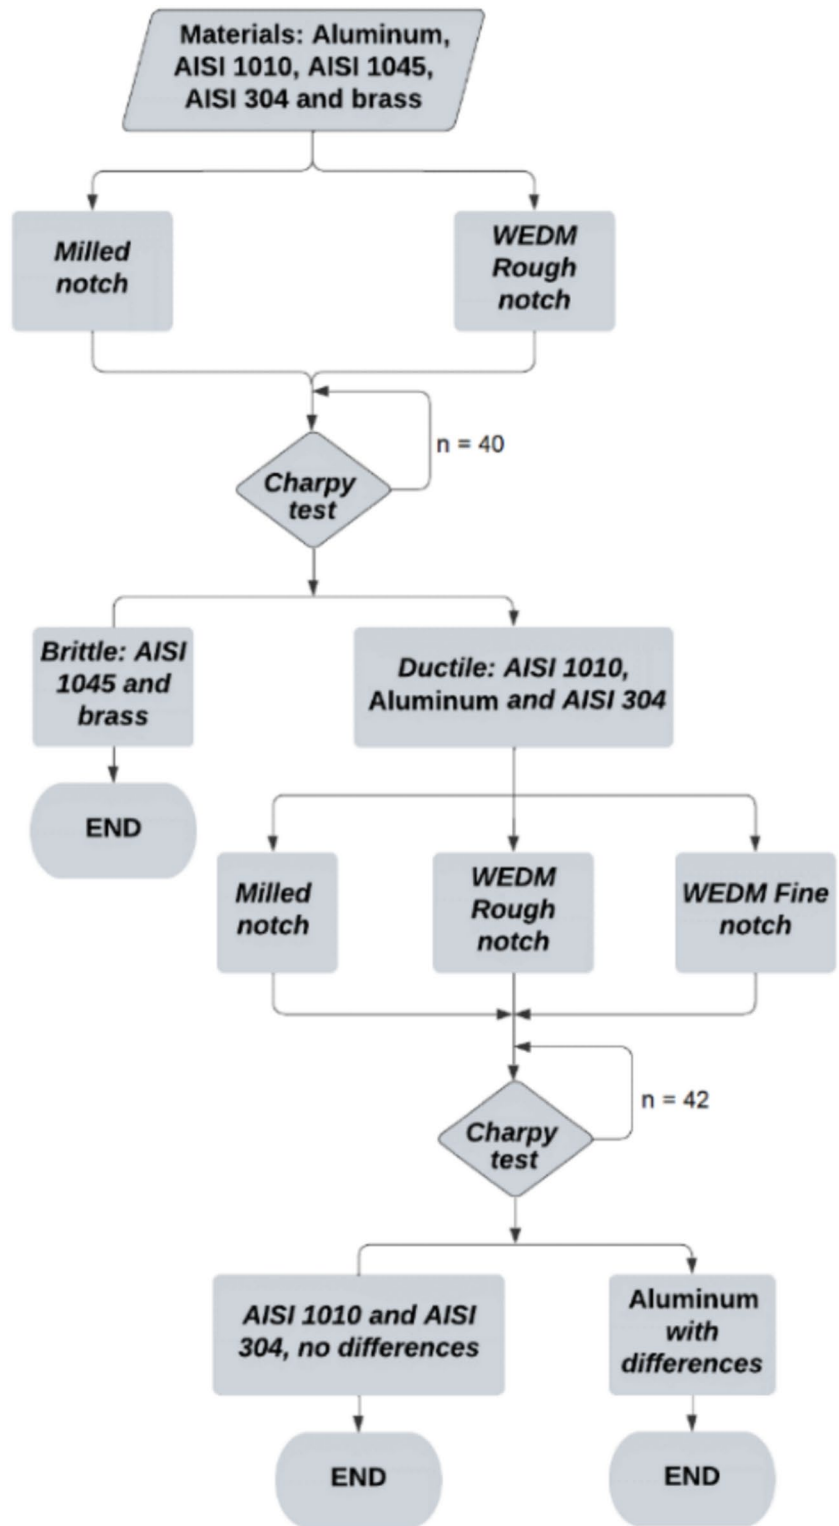 Materials: Aluminum,
AISI 1010, AISI 1045,
AISI 304 and brass
Milled
notch
WEDM
Rough
notch
n = 40
Charpy
test
Brittle: AISI
1045 and
brass
Ductile: AISI 1010,
Aluminum and AISI 304
END
Milled
notch
WEDM
Rough
notch
WEDM Fine
notch
n = 42
Charpy
test
AISI 1010 and AISI
304, no differences
Aluminum
with
differences
END
END